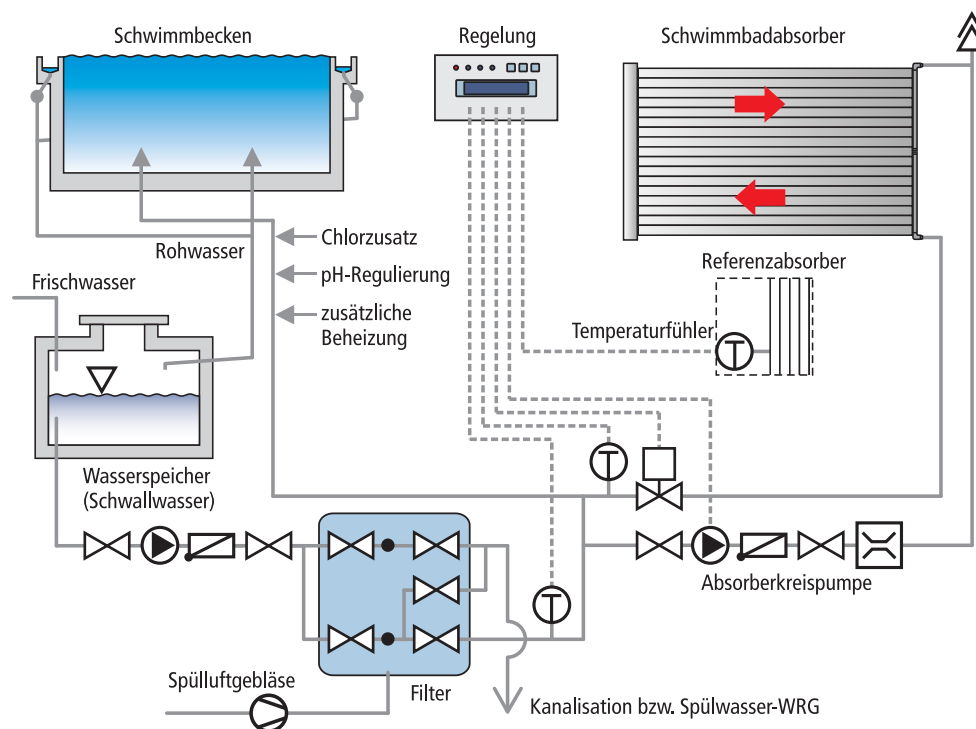 Schwimmbecken
Regelung
Schwimmbadabsorber
Rohwasser
Chlorzusatz
pH-Regulierung
zusätzliche
Beheizung
Frischwasser
Referenzabsorber
Temperaturfühler
T
T
Wasserspeicher
(Schwallwasser)
Absorberkreispumpe
T
Spülluftgebläse
Filter
Kanalisation bzw. Spülwasser-WRG